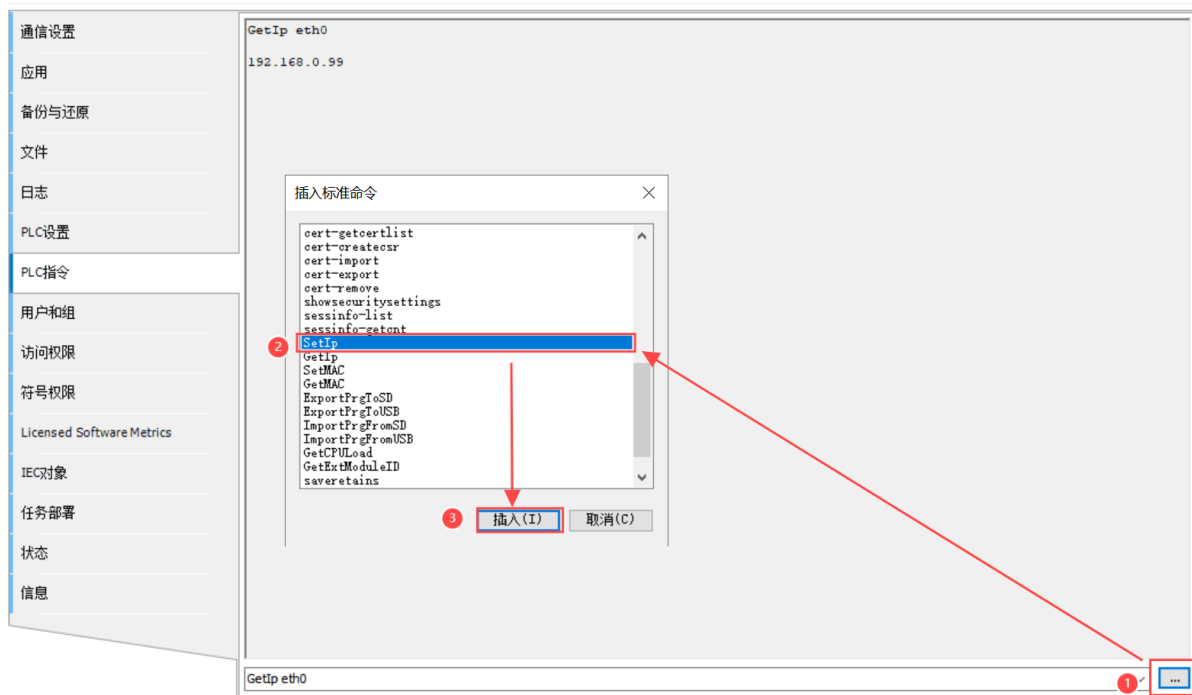 通信设置
应用
备份与还原
文件
日志
PLC设置
PLC指令
用户和组
访问权限
符号权限
Licensed Software Metrics
IEC对象
任务部署
状态
信息
GetIp eth0
192.168.0.99
插入标准命令
cert-getcertlist
cert-createcsr
cert-import
cert-export
cert-remove
showsecuritysettings
sessinfo-list
sessinfo-getcnt
2
SetIp
GetIp
SetMAC
GetMAC
ExportPrgToSD
ExportPrgToUSB
ImportPrgFromSD
ImportPrgFromUSB
GetCPULoad
GetExtModuleID
saveretains
3
插入(I) 取消(C)
GetIp eth0
1
...